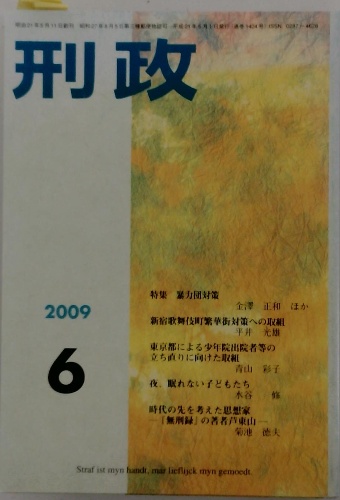 刑政
2009
6
特集 暴力団対策
金澤 正和 ほか
新宿歌舞伎町繁華街対策への取組
平井 光雄
東京都による少年院出院者等の
立ち直りに向けた取組
青山 彩子
夜、眠れない子どもたち
水谷 修
時代の先を考えた思想家
―『無刑録』の著者芦東山―
菊池 徳夫
Straf is myn handt, maar lieflijck myn gemoedt.